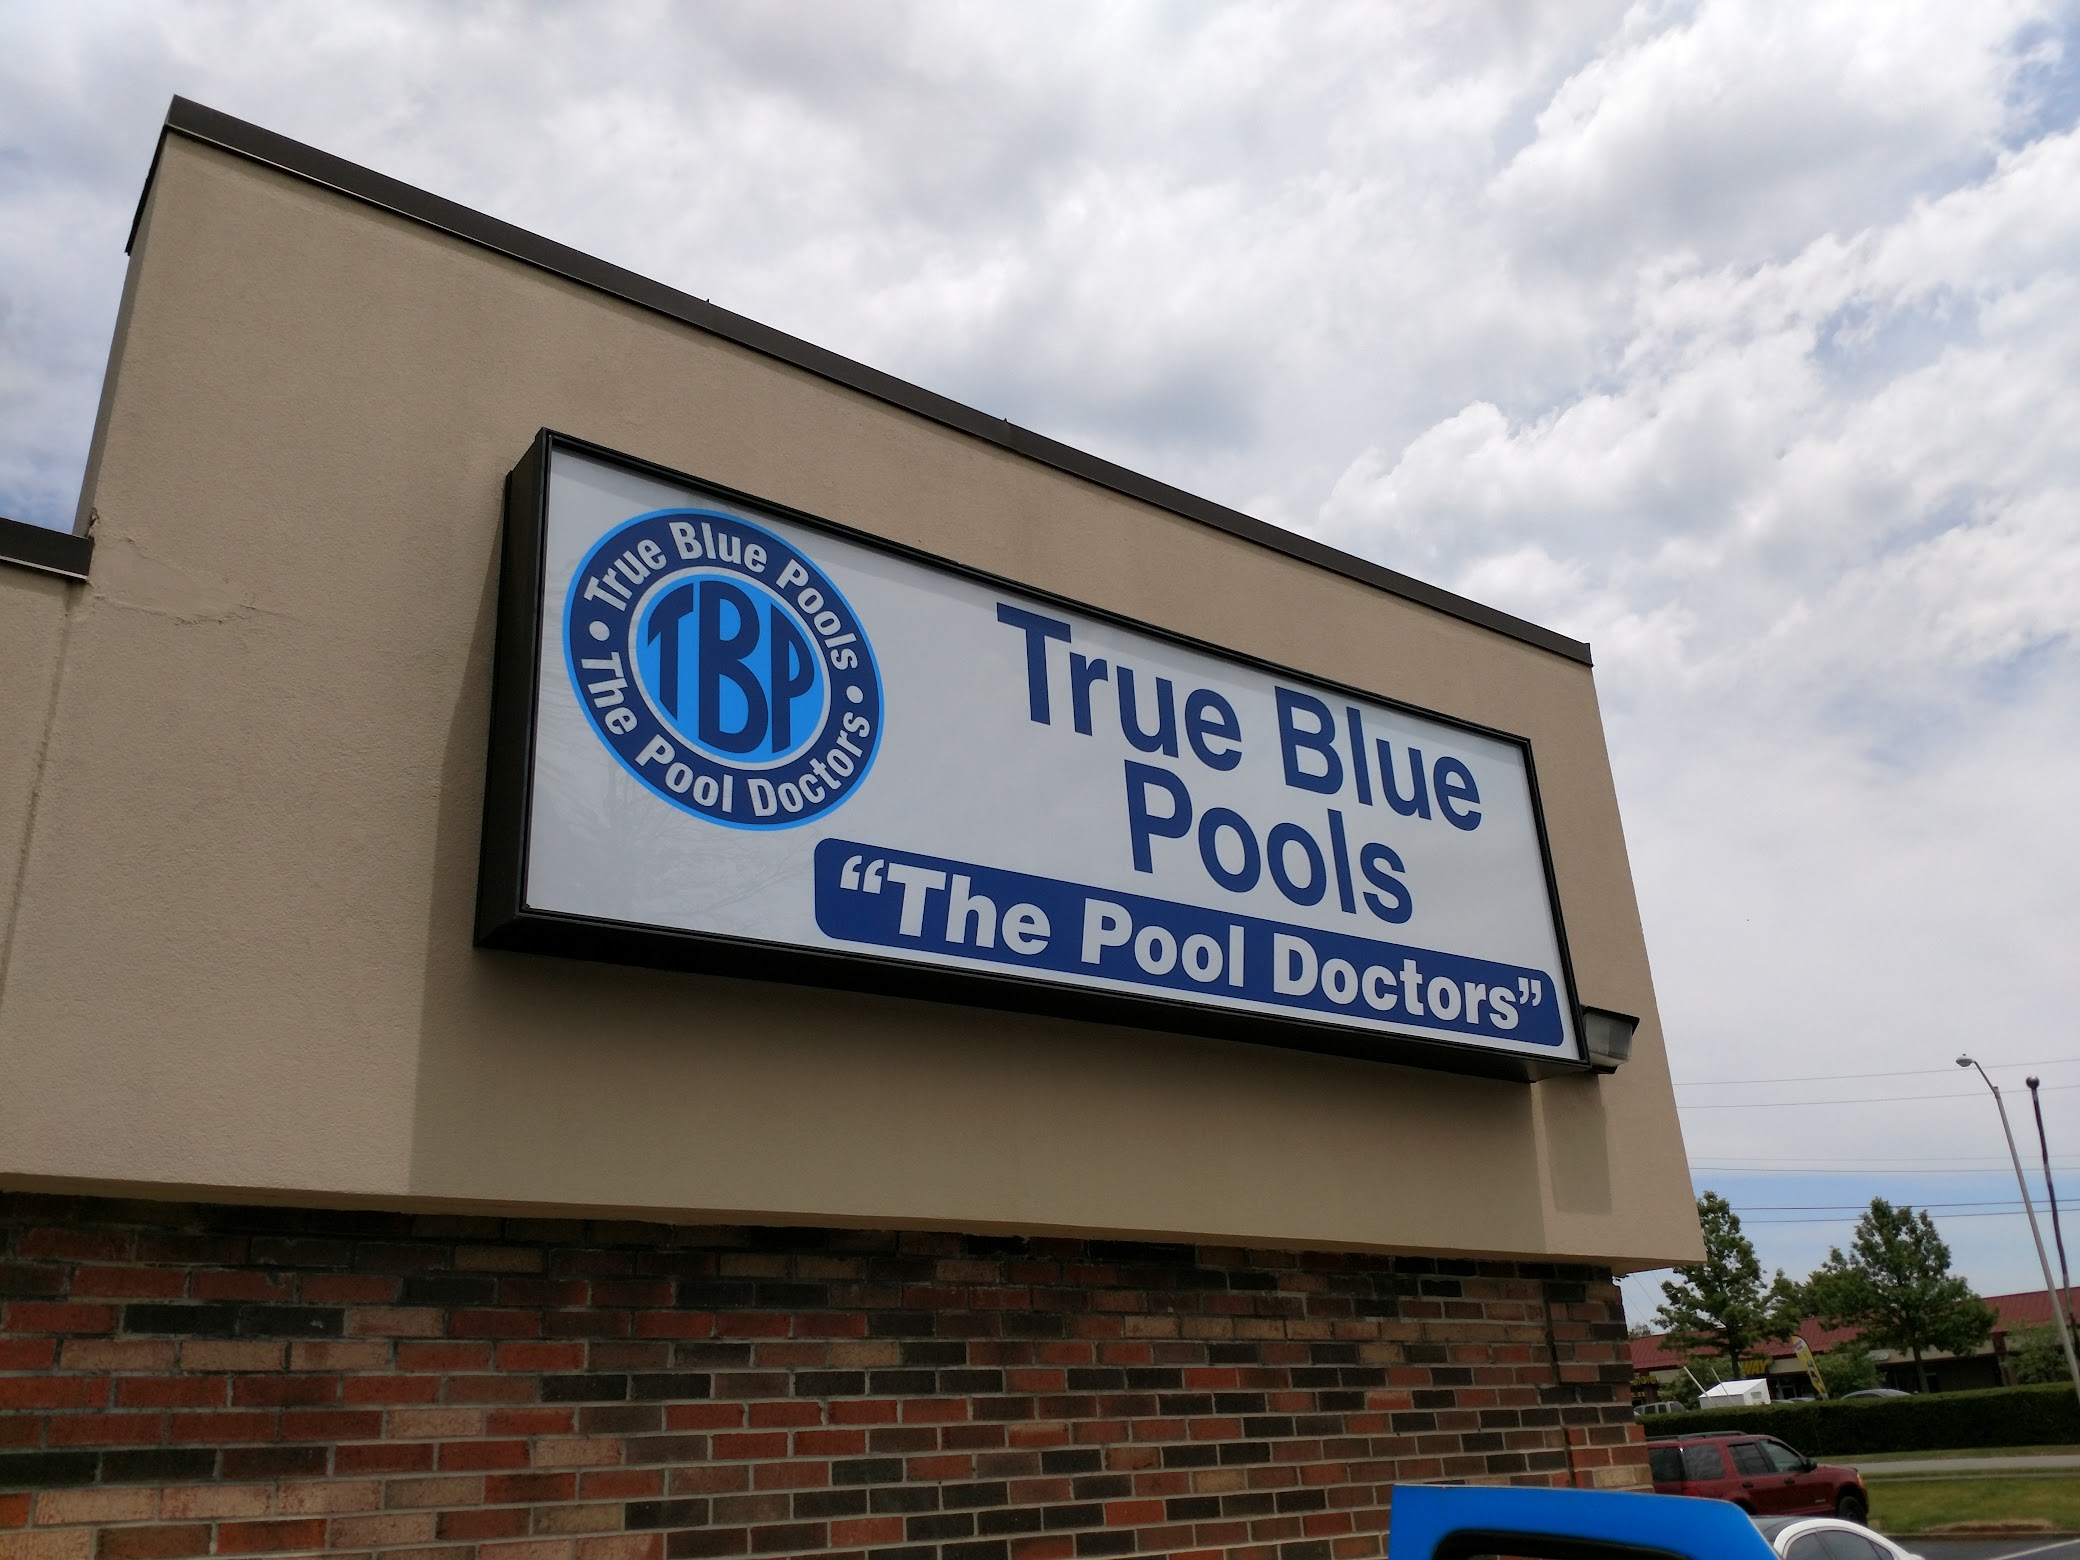 True Blue Pools
TBP
The Pool Doctors
True Blue
Pools
“The Pool Doctors”